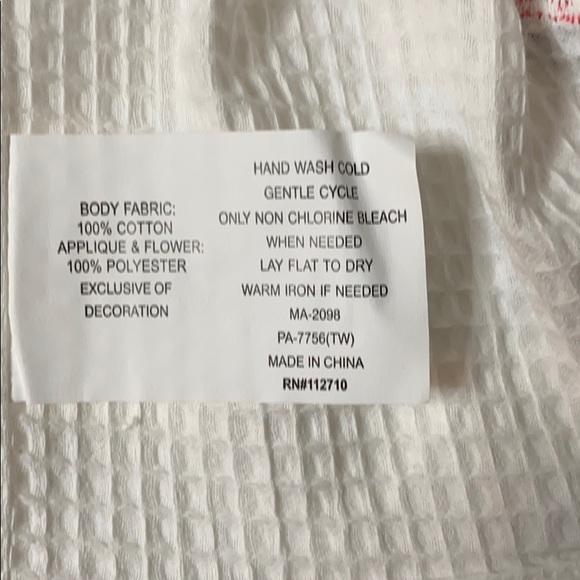 BODY FABRIC:
100% COTTON
APPLIQUE & FLOWER:
100% POLYESTER
EXCLUSIVE OF
DECORATION
HAND WASH COLD
GENTLE CYCLE
ONLY NON CHLORINE BLEACH
WHEN NEEDED
LAY FLAT TO DRY
WARM IRON IF NEEDED
MA-2098
PA-7756(TW)
MADE IN CHINA
RN#112710